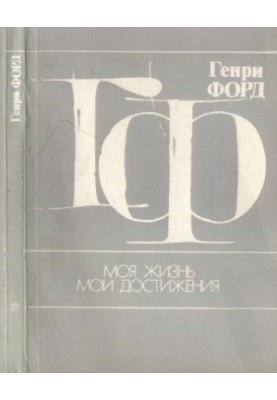 Генри ФОРД
Генри
ФОРД
ГФ
МОЯ ЖИЗНЬ
МОИ ДОСТИЖЕНИЯ